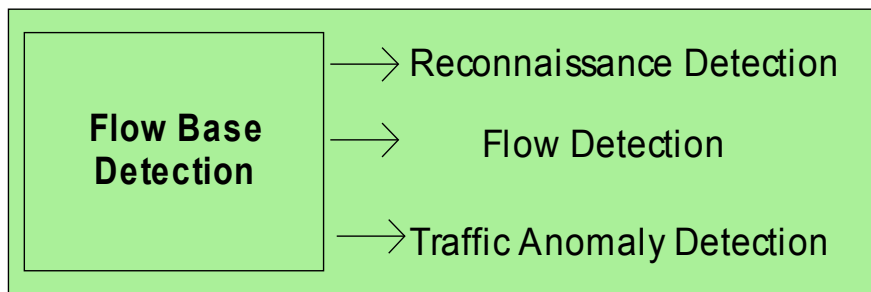 Flow Base
Detection
Reconnaissance Detection
Flow Detection
Traffic Anomaly Detection